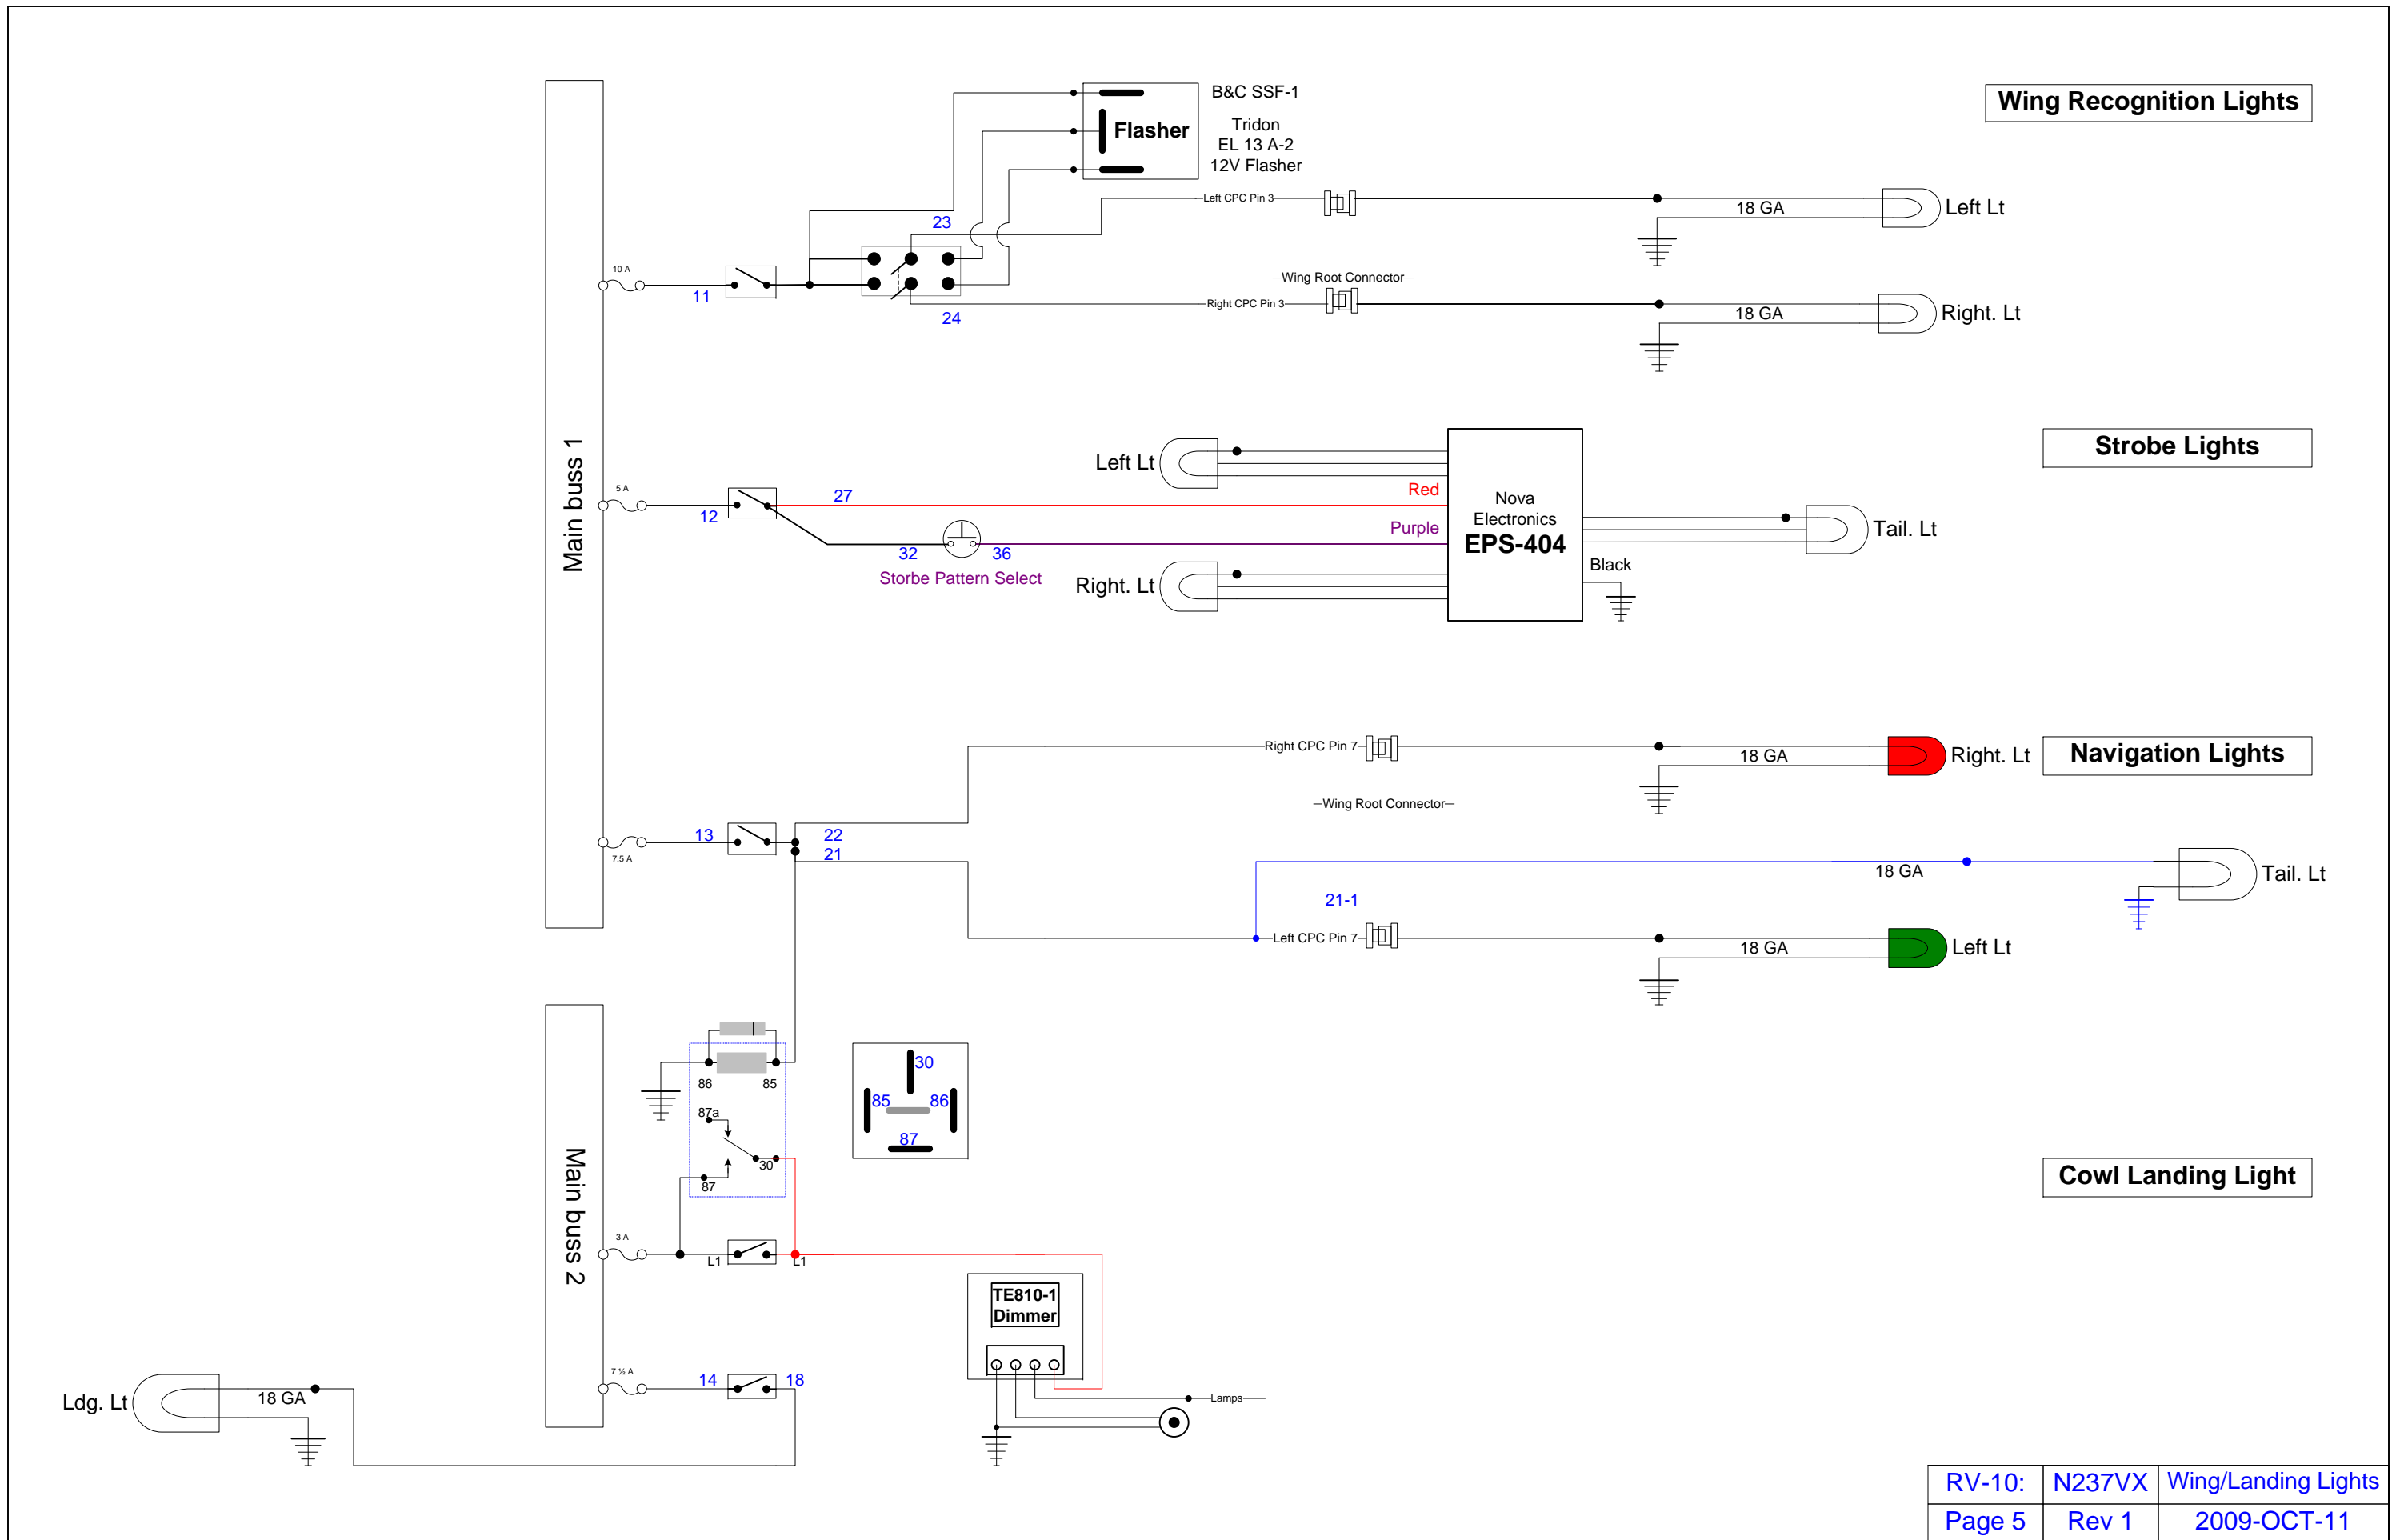 B&C SSF-1
Wing Recognition Lights
Flasher
Tridon
EL 13 A-2
12V Flasher
Left CPC Pin 3
18 GA
Left Lt
23
10 A
11
Wing Root Connector
Right CPC Pin 3
18 GA
Right. Lt
24
Main buss 1
Strobe Lights
Left Lt
Red
5 A
12
27
Nova
Electronics
EPS-404
Purple
Tail. Lt
32
36
Storbe Pattern Select
Black
Right. Lt
Right CPC Pin 7
18 GA
Right. Lt
Navigation Lights
Wing Root Connector
13
22
21
7.5 A
18 GA
Tail. Lt
21-1
Left CPC Pin 7
18 GA
Left Lt
86
85
87a
30
87
30
85
86
87
Main buss 2
Cowl Landing Light
3 A
L1
L1
TE810-1
Dimmer
7 ½ A
14
18
Ldg. Lt
18 GA
Lamps
RV-10:
N237VX
Wing/Landing Lights
Page 5
Rev 1
2009-OCT-11